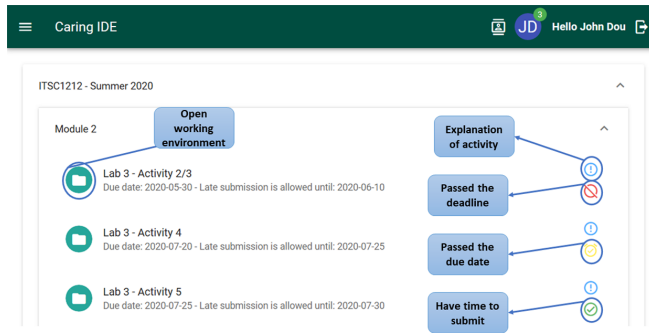 Caring IDE
JD
3
Hello John Dou
ITSC1212 - Summer 2020
Module 2
Open
working
environment
Explanation
of activity
Lab 3 - Activity 2/3
Due date: 2020-05-30 - Late submission is allowed until: 2020-06-10
Passed the
deadline
Lab 3 - Activity 4
Due date: 2020-07-20 - Late submission is allowed until: 2020-07-25
Passed the
due date
Lab 3 - Activity 5
Due date: 2020-07-25 - Late submission is allowed until: 2020-07-30
Have time to
submit